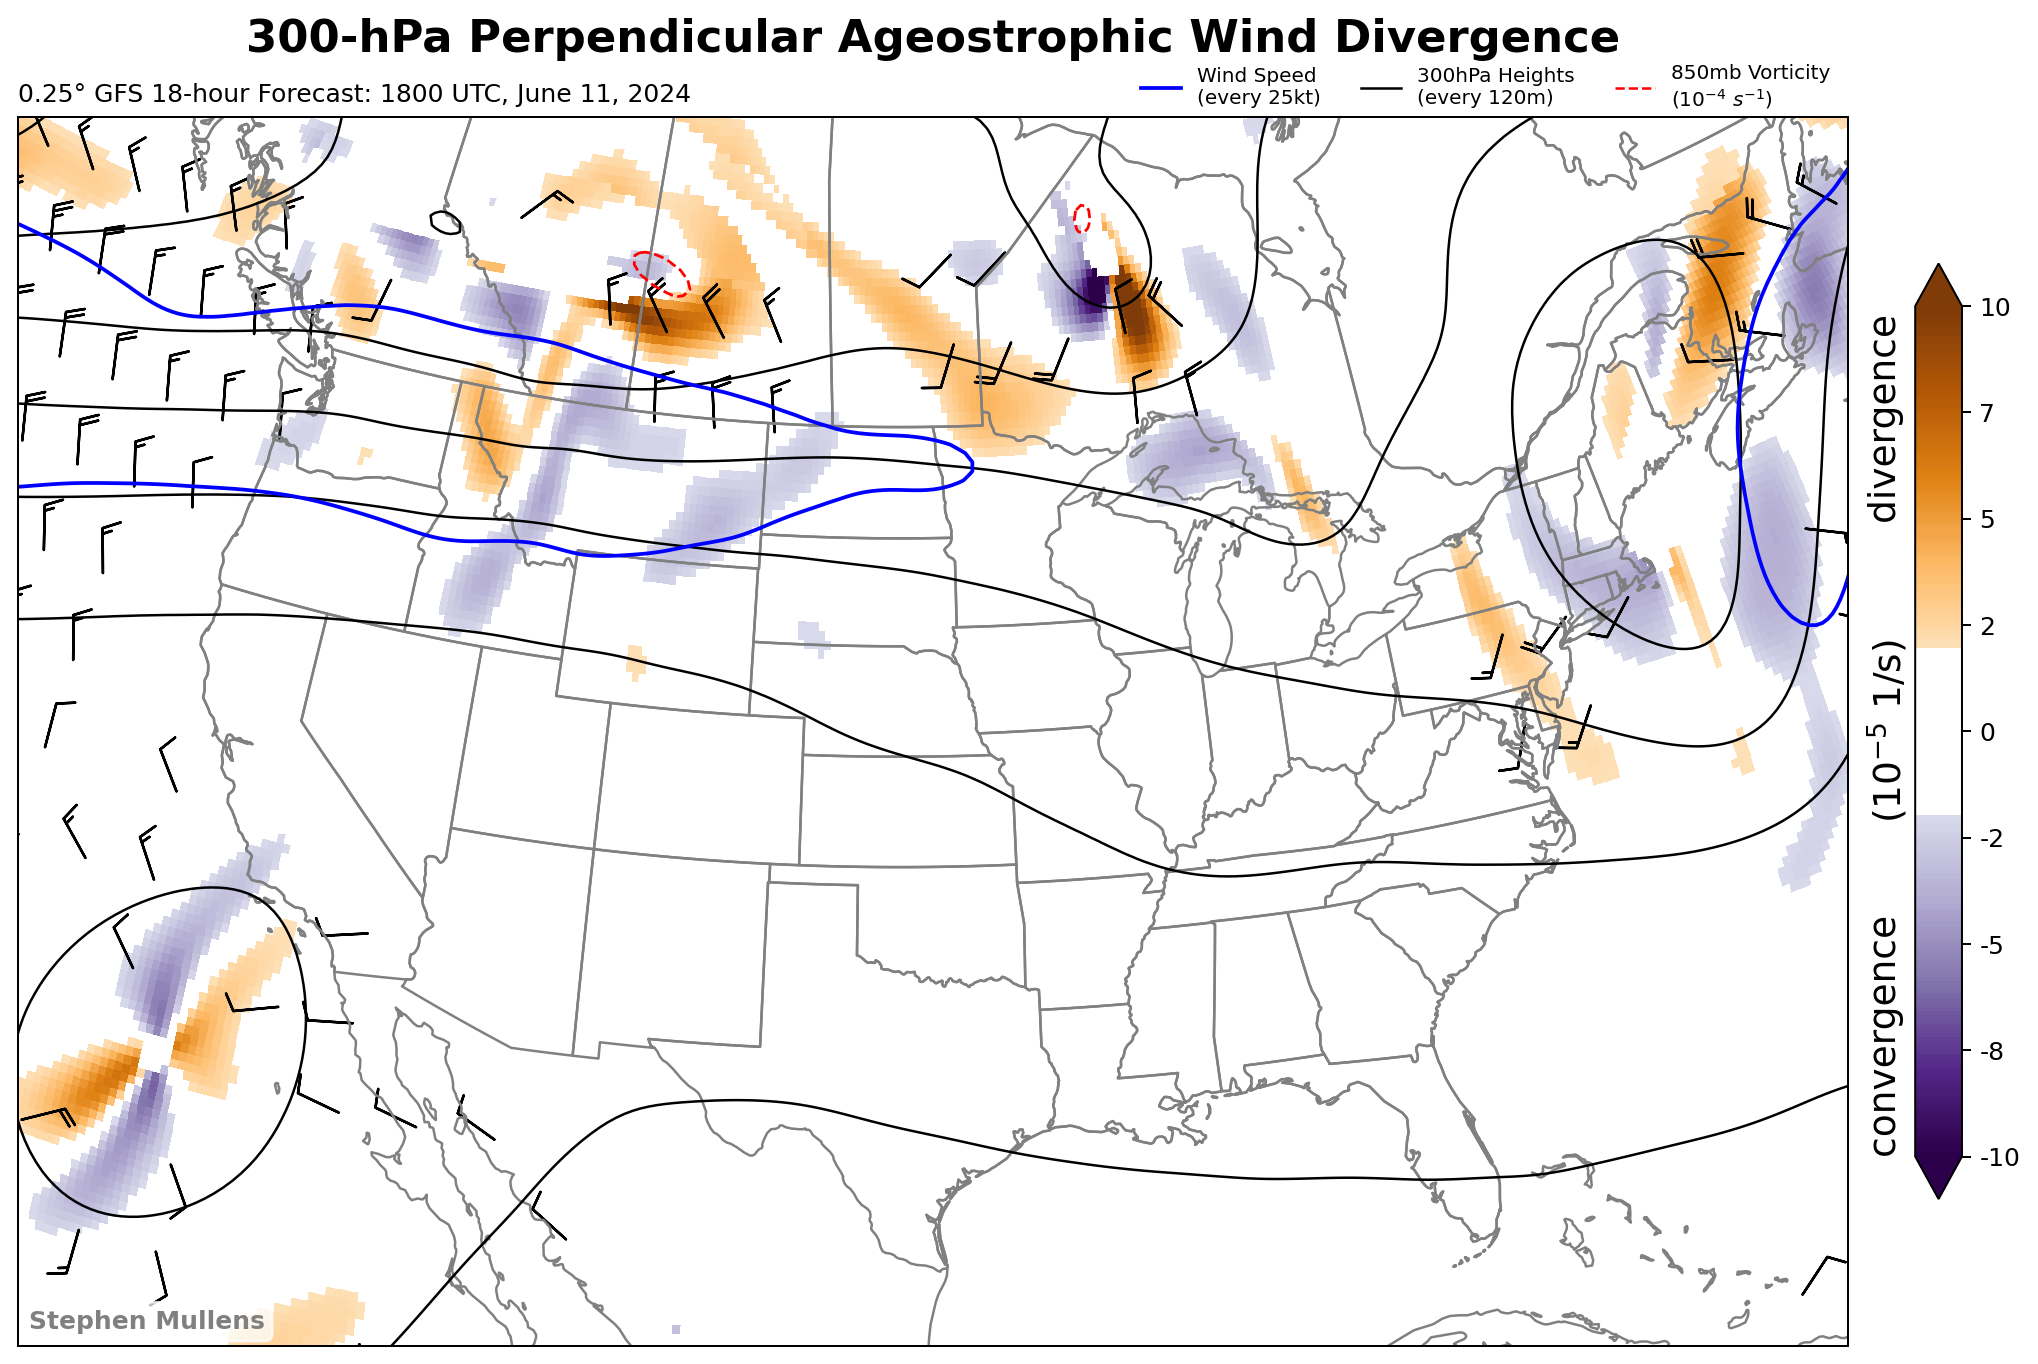 300-hPa Perpendicular Ageostrophic Wind Divergence
0.25° GFS 18-hour Forecast: 1800 UTC, June 11, 2024
Wind Speed
(every 25kt)
300hPa Heights
(every 120m)
850mb Vorticity
(10⁻⁴ s⁻¹)
10
7
5
2
0
-2
-5
-8
-10
convergence (10⁻⁵ 1/s) divergence
Stephen Mullens